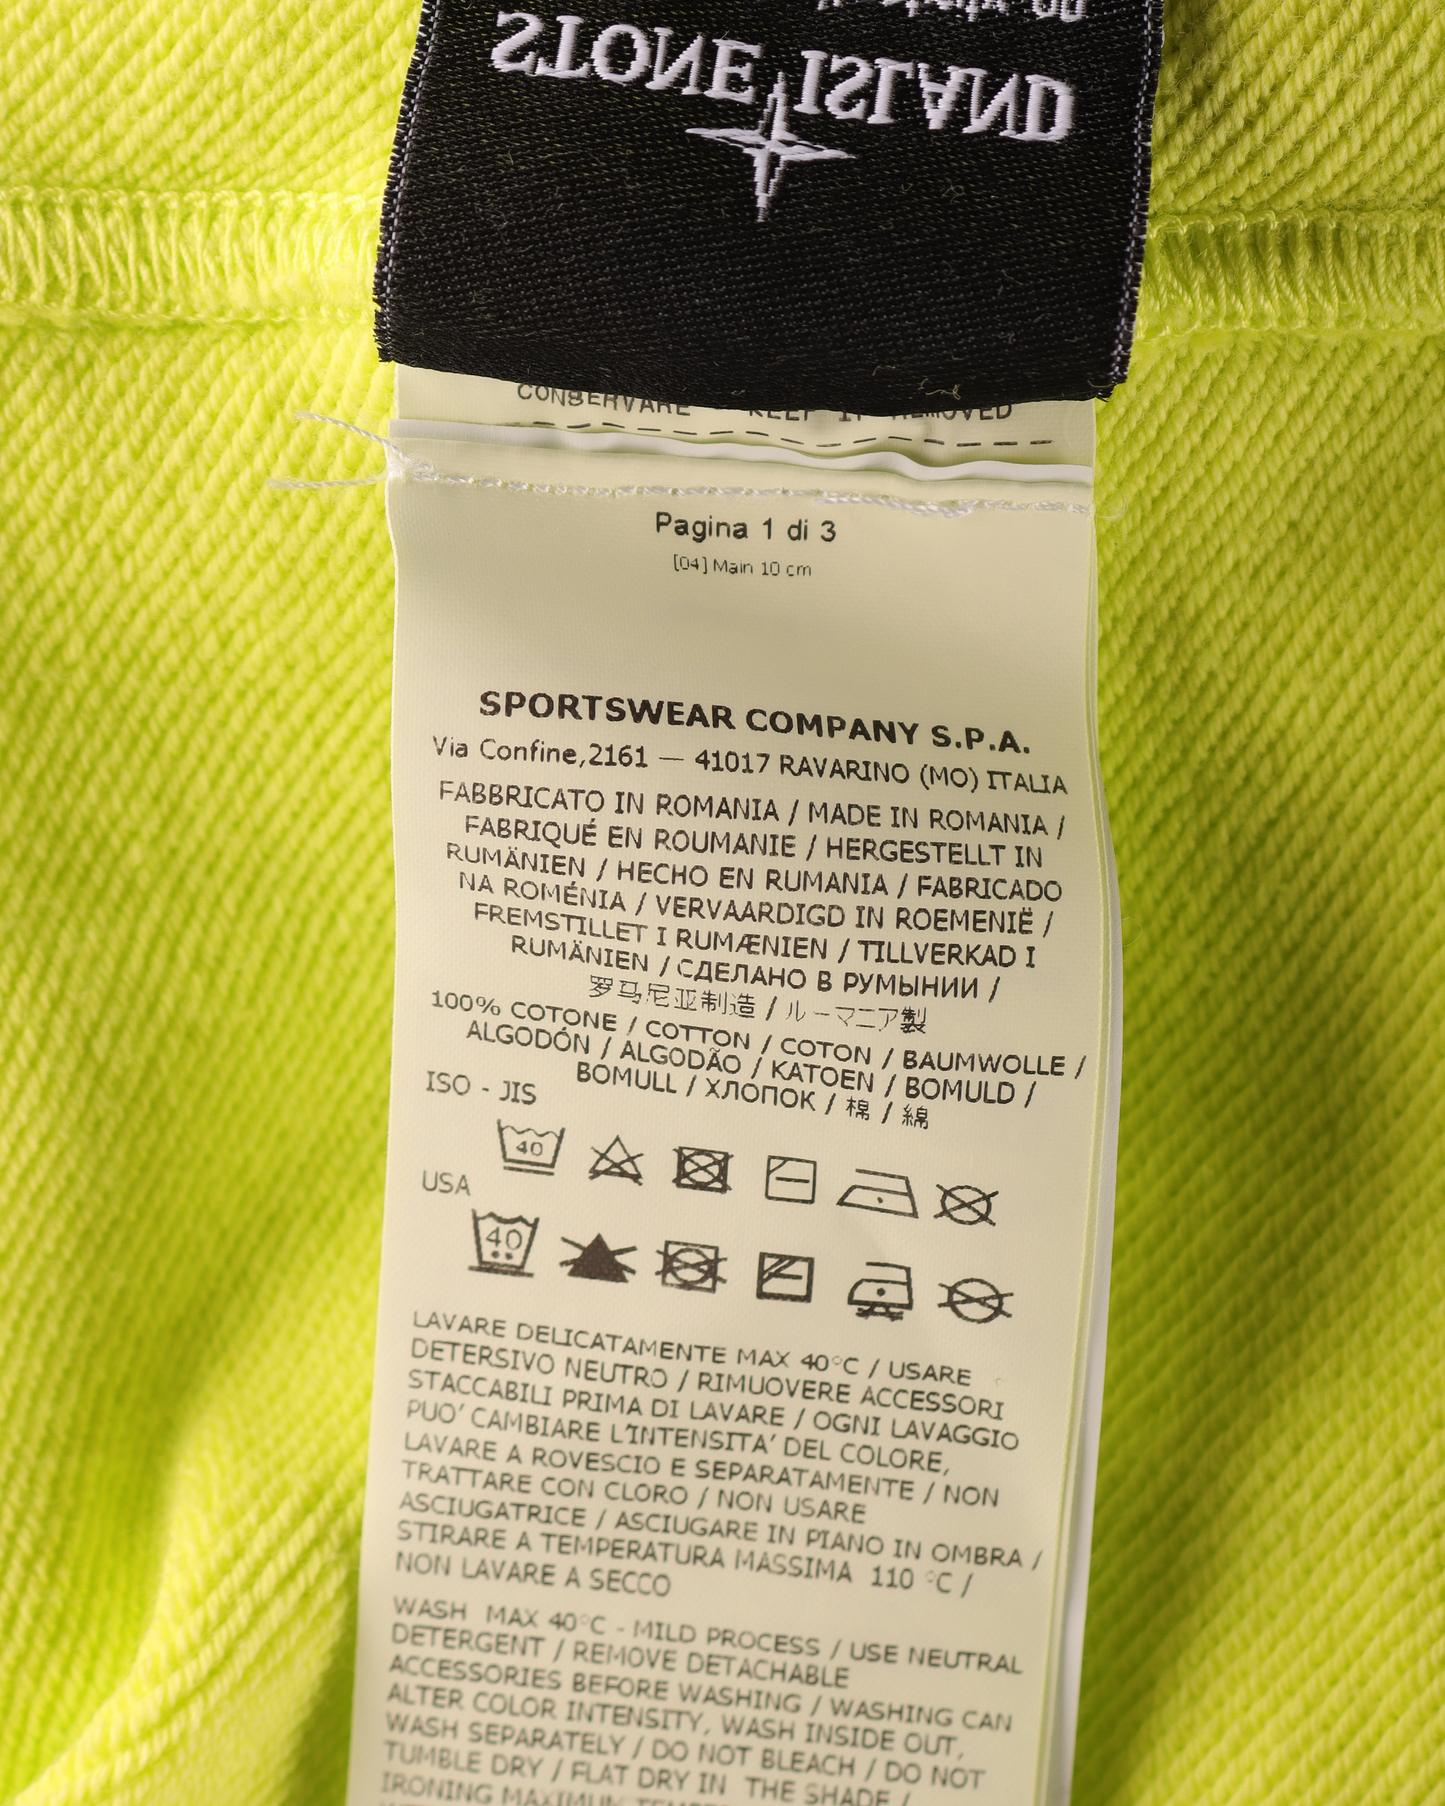 STONE ISLAND
CONSERVARE - KEEP IF REMOVED
Pagina 1 di 3
[04] Main 10 cm
SPORTSWEAR COMPANY S.P.A.
Via Confine,2161 — 41017 RAVARINO (MO) ITALIA
FABBRICATO IN ROMANIA / MADE IN ROMANIA /
FABRIQUÉ EN ROUMANIE / HERGESTELLT IN
RUMÄNIEN / HECHO EN RUMANIA / FABRICADO
NA ROMÉNIA / VERVAARDIGD IN ROEMENIË /
FREMSTILLET I RUMÆNIEN / TILLVERKAD I
RUMÄNIEN / СДЕЛАНО В РУМЫНИИ /
罗马尼亚制造 / ルーマニア製
100% COTONE / COTTON / COTON / BAUMWOLLE /
ALGODÓN / ALGODÃO / KATOEN / BOMULD /
BOMULL / ХЛОПОК / 棉 / 綿
ISO - JIS
40
USA
40
LAVARE DELICATAMENTE MAX 40°C / USARE
DETERSIVO NEUTRO / RIMUOVERE ACCESSORI
STACCABILI PRIMA DI LAVARE / OGNI LAVAGGIO
PUO' CAMBIARE L'INTENSITA' DEL COLORE,
LAVARE A ROVESCIO E SEPARATAMENTE / NON
TRATTARE CON CLORO / NON USARE
ASCIUGATRICE / ASCIUGARE IN PIANO IN OMBRA /
STIRARE A TEMPERATURA MASSIMA 110 °C /
NON LAVARE A SECCO
WASH MAX 40°C - MILD PROCESS / USE NEUTRAL
DETERGENT / REMOVE DETACHABLE
ACCESSORIES BEFORE WASHING / WASHING CAN
ALTER COLOR INTENSITY, WASH INSIDE OUT,
WASH SEPARATELY / DO NOT BLEACH / DO NOT
TUMBLE DRY / FLAT DRY IN THE SHADE /
IRONING MAXIMUM